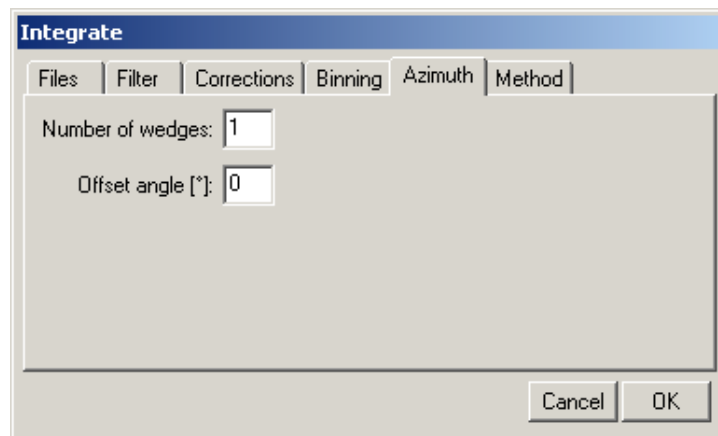 Integrate
Files Filter Corrections Binning Azimuth Method
Number of wedges: 1
Offset angle [°]: 0
Cancel OK